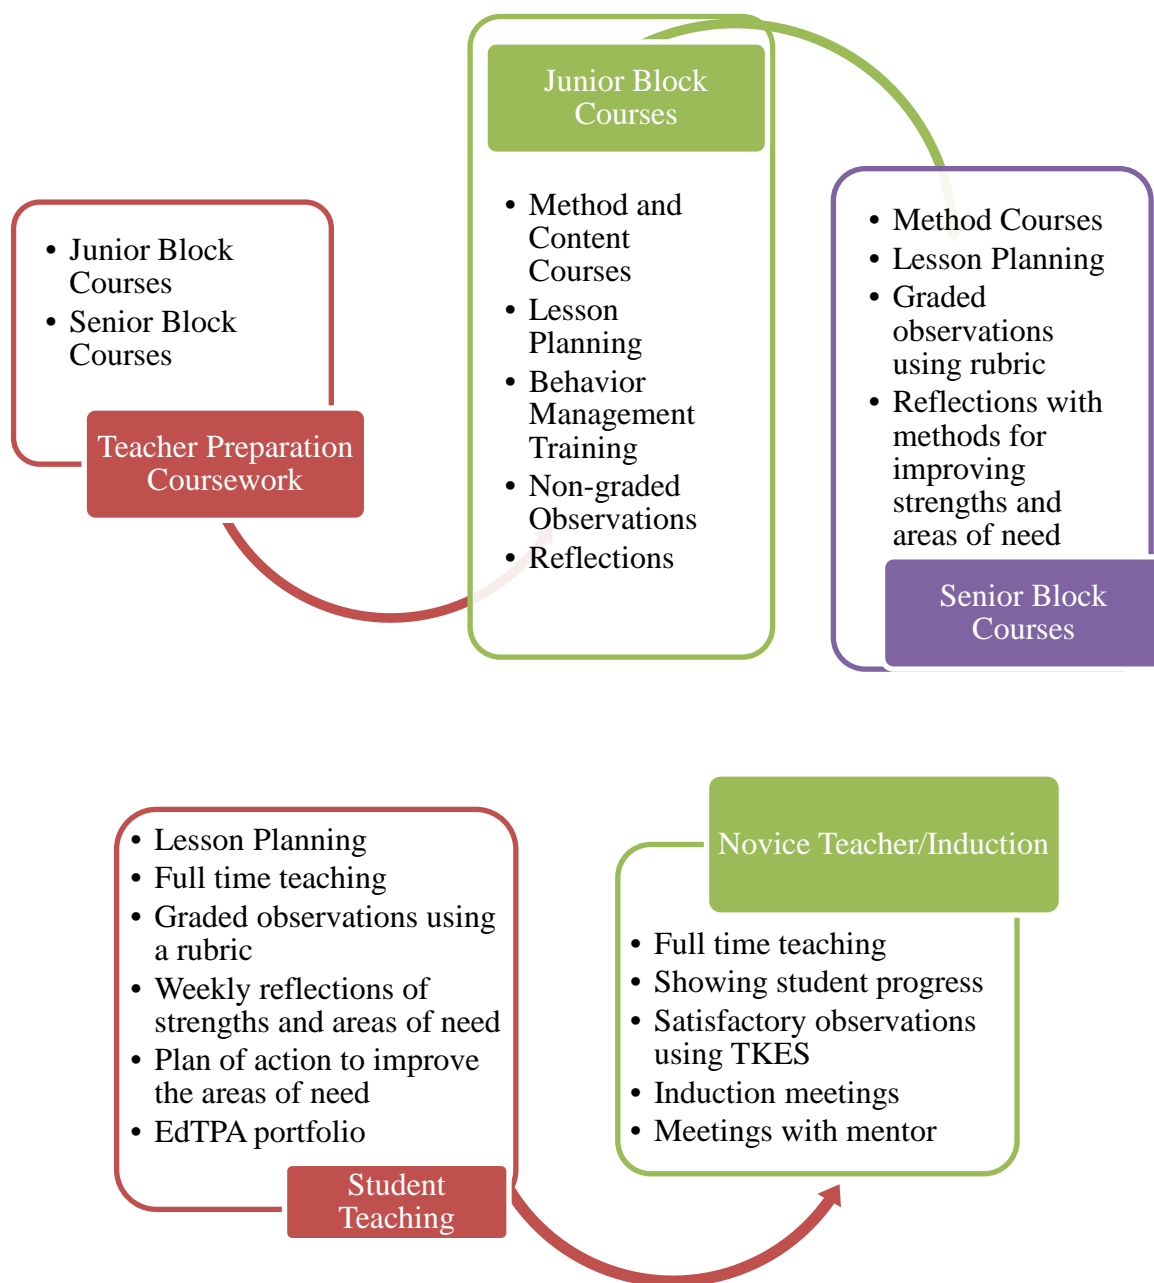 • Junior Block
Courses
• Senior Block
Courses
Teacher Preparation
Coursework
Junior Block
Courses
• Method and
Content
Courses
• Lesson
Planning
• Behavior
Management
Training
• Non-graded
Observations
• Reflections
• Method Courses
• Lesson Planning
• Graded
observations
using rubric
• Reflections with
methods for
improving
strengths and
areas of need
Senior Block
Courses
• Lesson Planning
• Full time teaching
• Graded observations using
a rubric
• Weekly reflections of
strengths and areas of need
• Plan of action to improve
the areas of need
• EdTPA portfolio
Student
Teaching
Novice Teacher/Induction
• Full time teaching
• Showing student progress
• Satisfactory observations
using TKES
• Induction meetings
• Meetings with mentor